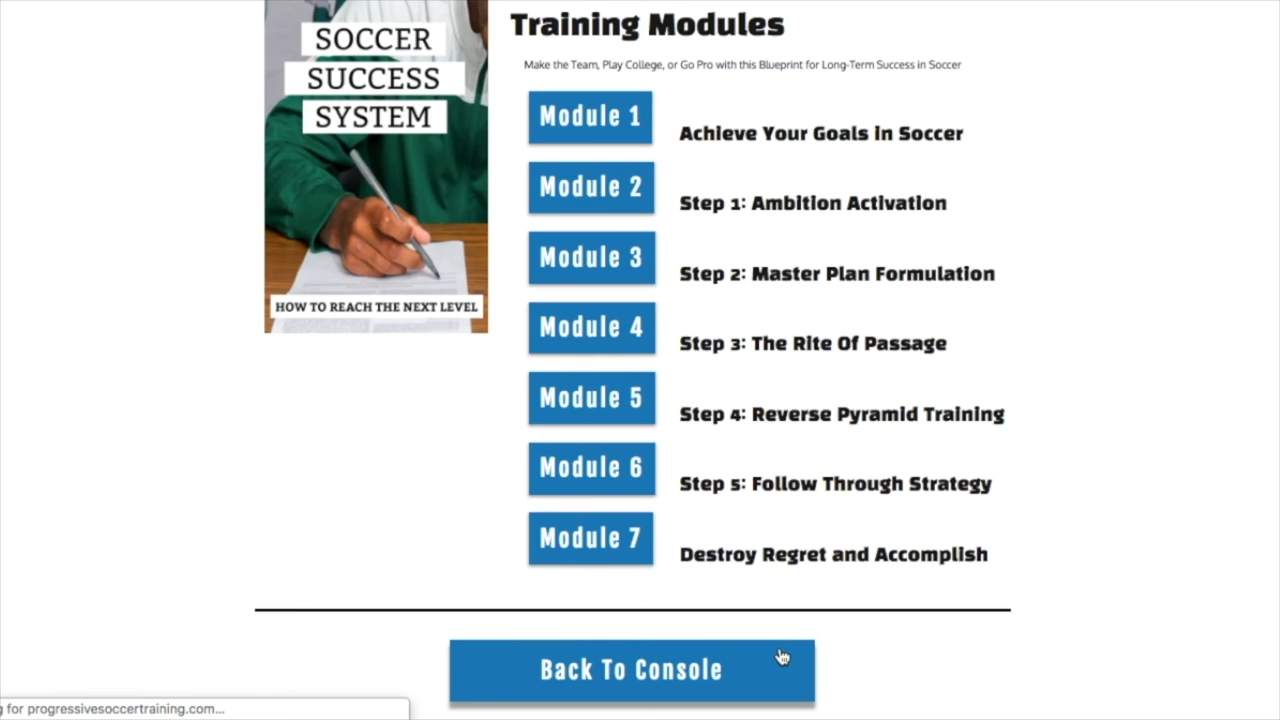 SOCCER
SUCCESS
SYSTEM
HOW TO REACH THE NEXT LEVEL
Training Modules
Make the Team, Play College, or Go Pro with this Blueprint for Long-Term Success in Soccer
Module 1
Achieve Your Goals in Soccer
Module 2
Step 1: Ambition Activation
Module 3
Step 2: Master Plan Formulation
Module 4
Step 3: The Rite Of Passage
Module 5
Step 4: Reverse Pyramid Training
Module 6
Step 5: Follow Through Strategy
Module 7
Destroy Regret and Accomplish
Back To Console
g for progressivesoccertraining.com...